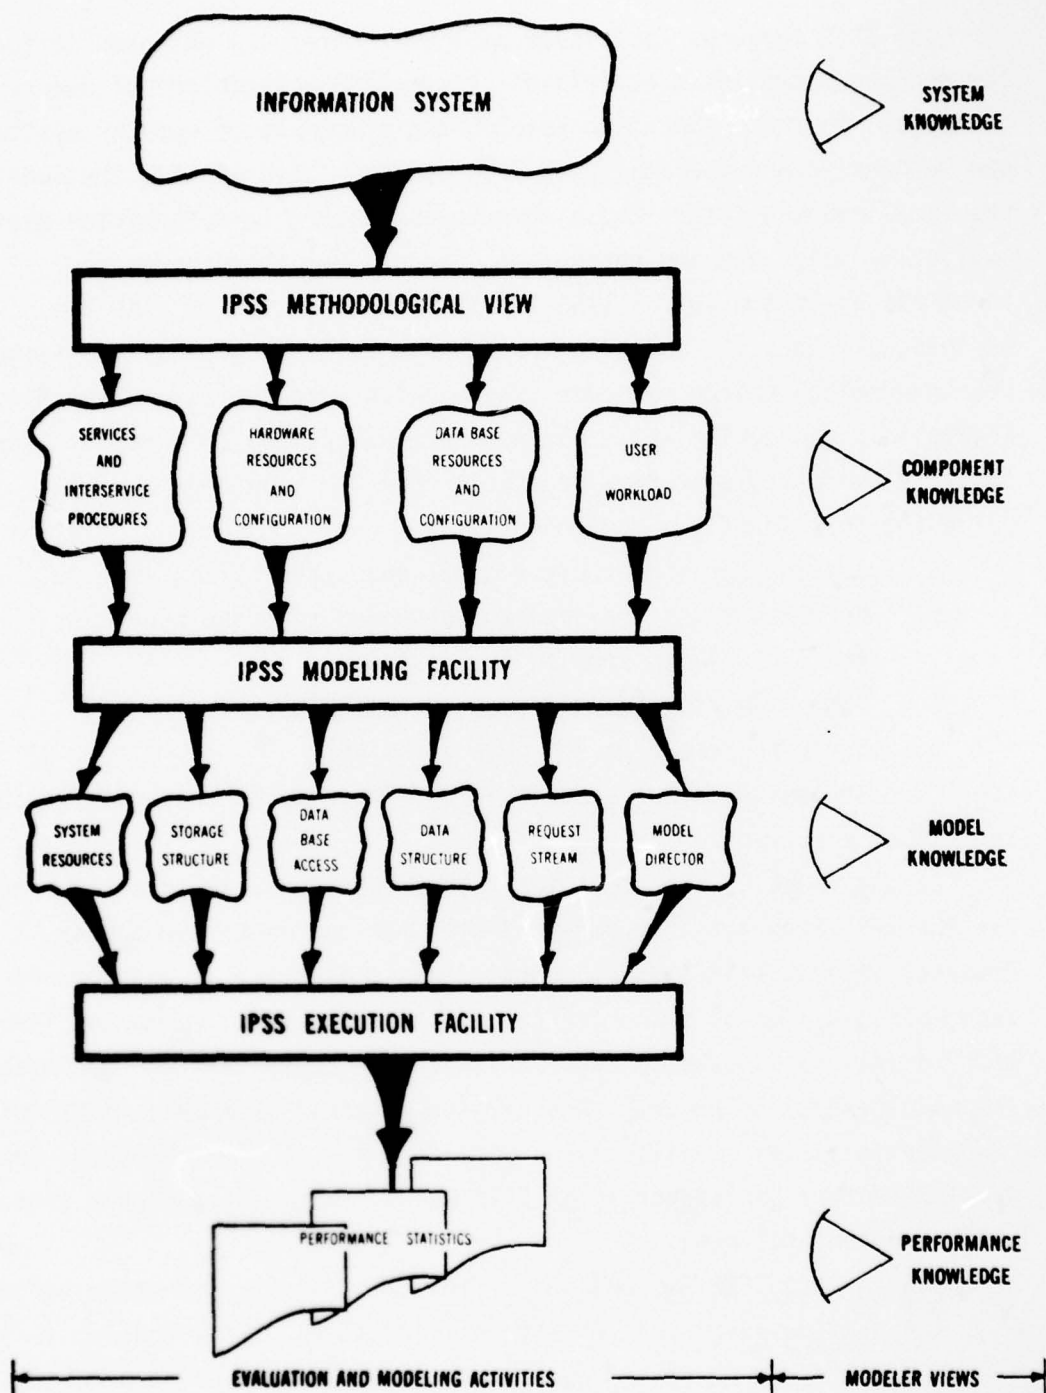 INFORMATION SYSTEM
SYSTEM
KNOWLEDGE
IPSS METHODOLOGICAL VIEW
SERVICES
AND
INTERSERVICE
PROCEDURES
HARDWARE
RESOURCES
AND
CONFIGURATION
DATA BASE
RESOURCES
AND
CONFIGURATION
USER
WORKLOAD
COMPONENT
KNOWLEDGE
IPSS MODELING FACILITY
SYSTEM
RESOURCES
STORAGE
STRUCTURE
DATA
BASE
ACCESS
DATA
STRUCTURE
REQUEST
STREAM
MODEL
DIRECTOR
MODEL
KNOWLEDGE
IPSS EXECUTION FACILITY
PERFORMANCE STATISTICS
PERFORMANCE
KNOWLEDGE
EVALUATION AND MODELING ACTIVITIES
MODELER VIEWS